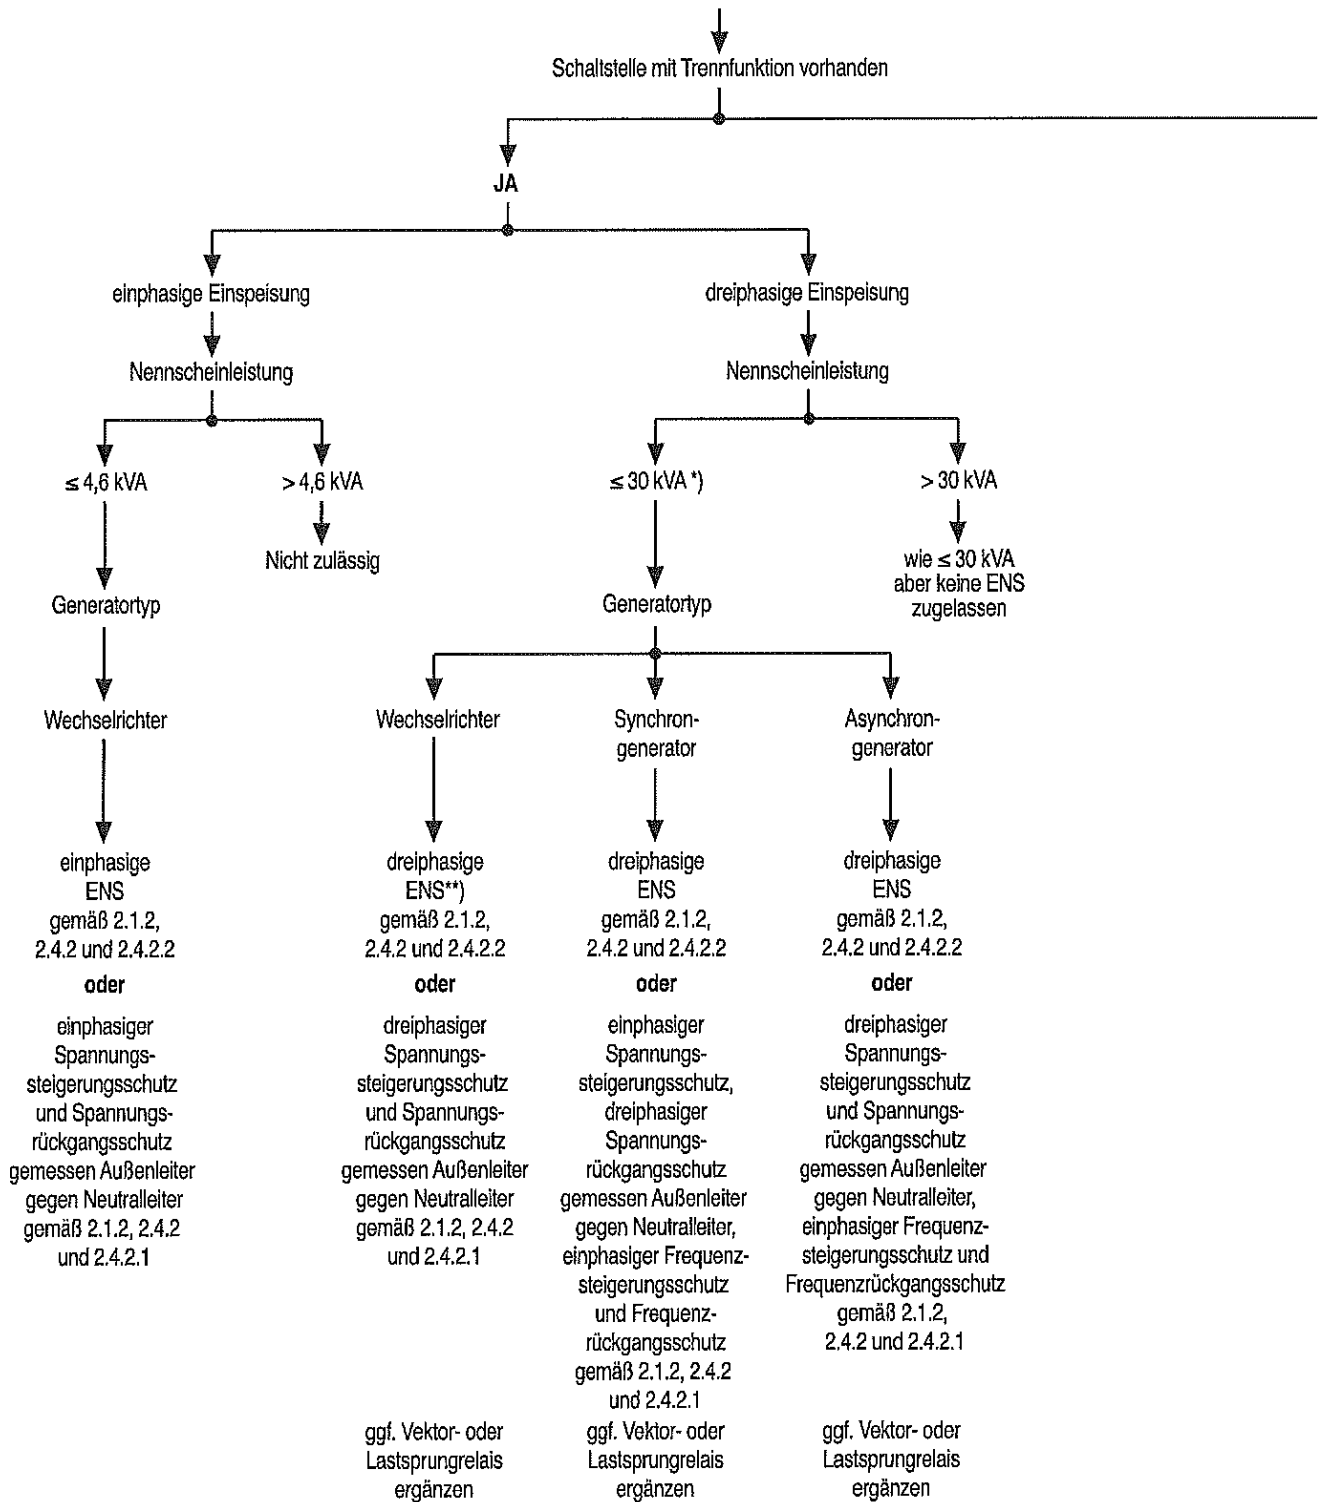 Schaltstelle mit Trennfunktion vorhanden
JA
einphasige Einspeisung
dreiphasige Einspeisung
Nennscheinleistung
Nennscheinleistung
≤ 4,6 kVA
> 4,6 kVA
≤ 30 kVA *)
> 30 kVA
Nicht zulässig
wie ≤ 30 kVA
aber keine ENS
zugelassen
Generatortyp
Generatortyp
Wechselrichter
Wechselrichter
Synchron-
generator
Asynchron-
generator
einphasige
ENS
gemäß 2.1.2,
2.4.2 und 2.4.2.2
oder
einphasiger
Spannungs-
steigerungsschutz
und Spannungs-
rückgangsschutz
gemessen Außenleiter
gegen Neutralleiter
gemäß 2.1.2, 2.4.2
und 2.4.2.1
dreiphasige
ENS**)
gemäß 2.1.2,
2.4.2 und 2.4.2.2
oder
dreiphasiger
Spannungs-
steigerungsschutz
und Spannungs-
rückgangsschutz
gemessen Außenleiter
gegen Neutralleiter
gemäß 2.1.2, 2.4.2
und 2.4.2.1
ggf. Vektor- oder
Lastsprungrelais
ergänzen
dreiphasige
ENS
gemäß 2.1.2,
2.4.2 und 2.4.2.2
oder
einphasiger
Spannungs-
steigerungsschutz,
dreiphasiger
Spannungs-
rückgangsschutz
gemessen Außenleiter
gegen Neutralleiter,
einphasiger Frequenz-
steigerungsschutz
und Frequenz-
rückgangsschutz
gemäß 2.1.2, 2.4.2
und 2.4.2.1
ggf. Vektor- oder
Lastsprungrelais
ergänzen
dreiphasige
ENS
gemäß 2.1.2,
2.4.2 und 2.4.2.2
oder
dreiphasiger
Spannungs-
steigerungsschutz
und Spannungs-
rückgangsschutz
gemessen Außenleiter
gegen Neutralleiter,
einphasiger Frequenz-
steigerungsschutz und
Frequenzrückgangsschutz
gemäß 2.1.2,
2.4.2 und 2.4.2.1
ggf. Vektor- oder
Lastsprungrelais
ergänzen